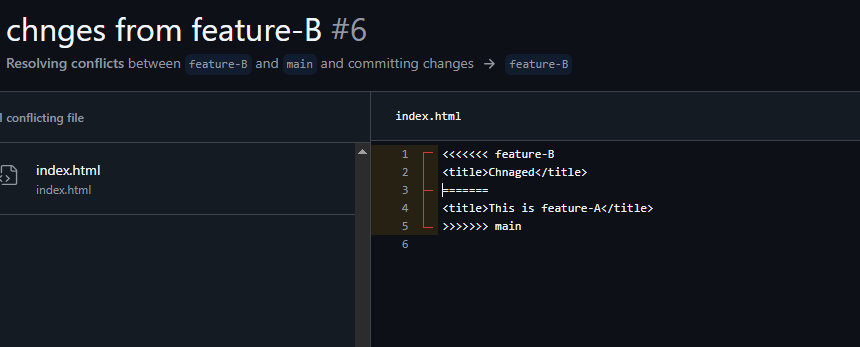 chnges from feature-B #6
Resolving conflicts between feature-B and main and committing changes → feature-B
1 conflicting file
index.html
index.html
index.html
1 <<<<<<< feature-B
2 <title>Chnaged</title>
3 =======
4 <title>This is feature-A</title>
5 >>>>>>> main
6